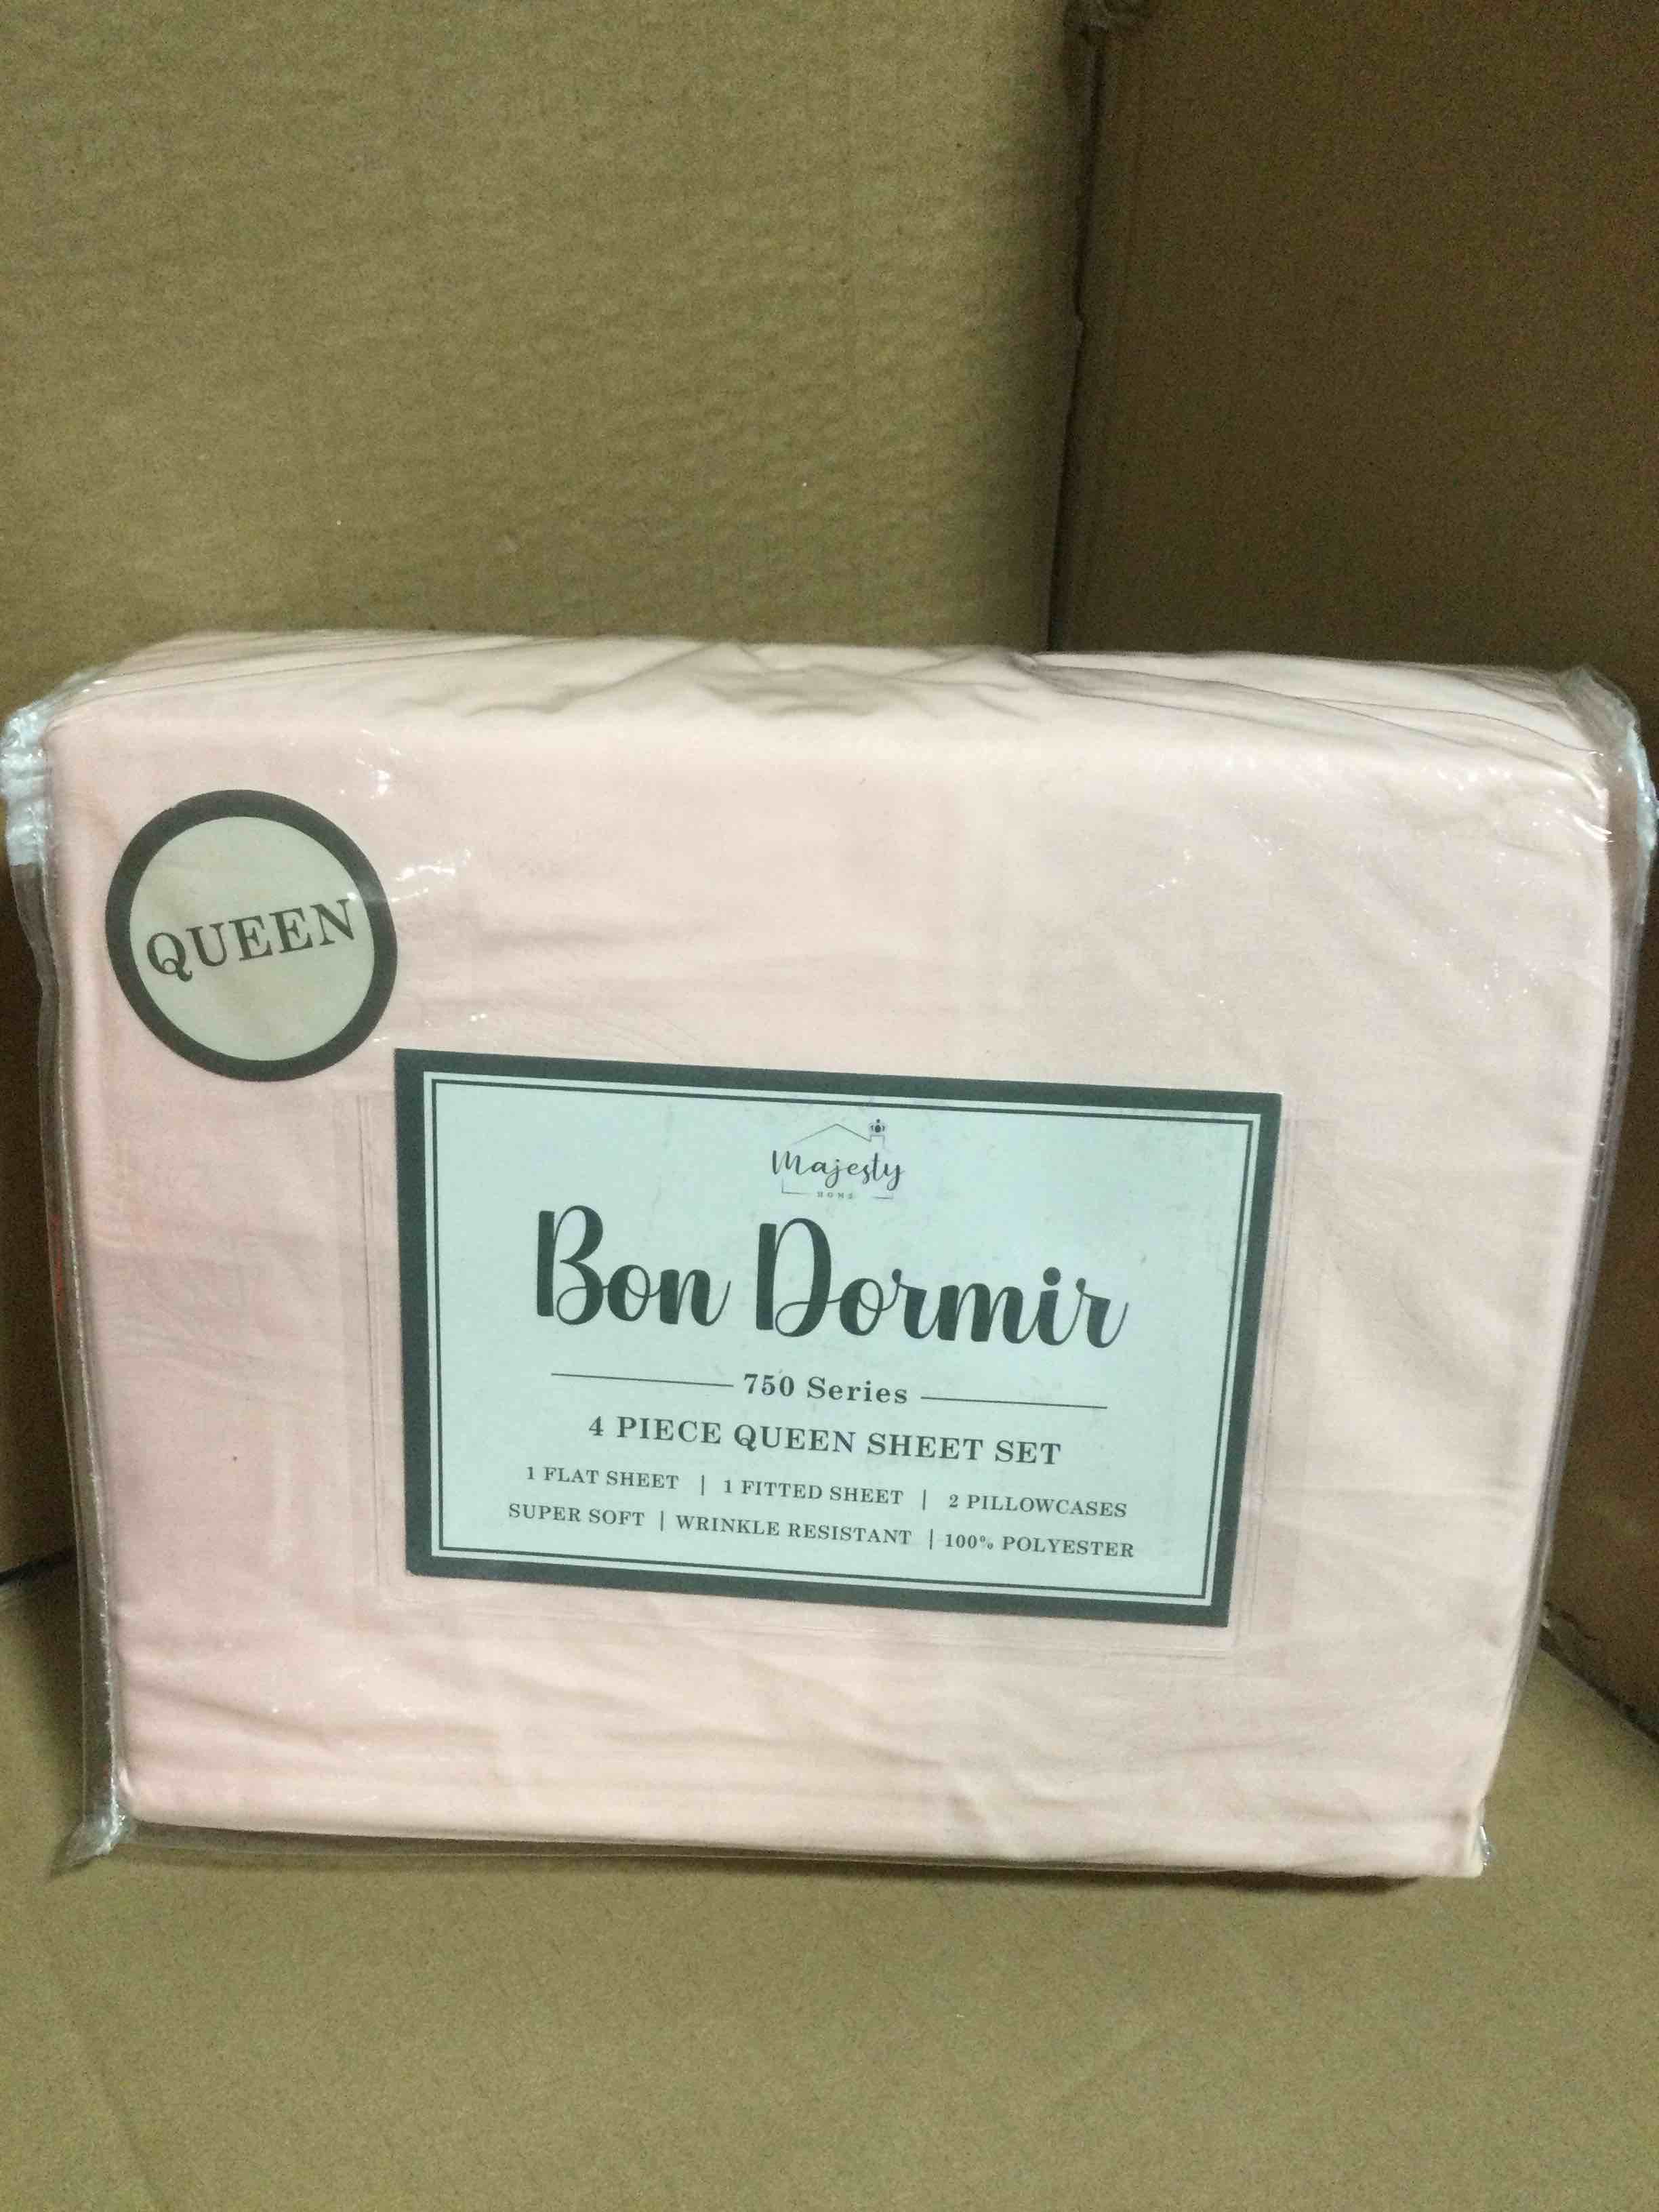 QUEEN
Majesty
HOME
Bon Dormir
750 Series
4 PIECE QUEEN SHEET SET
1 FLAT SHEET | 1 FITTED SHEET | 2 PILLOWCASES
SUPER SOFT | WRINKLE RESISTANT | 100% POLYESTER